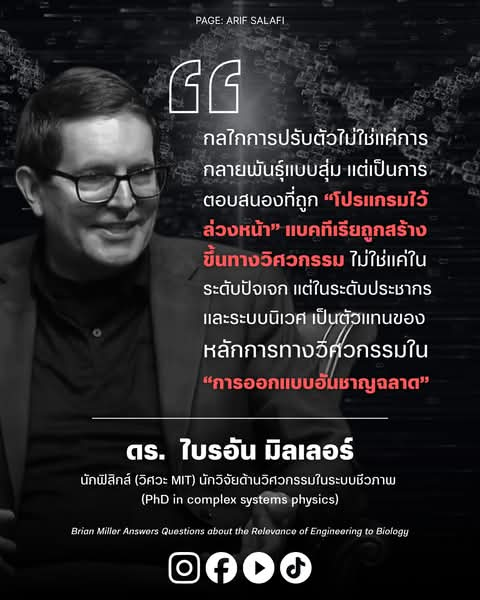 PAGE: ARIF SALAFI
กลไกการปรับตัวไม่ใช่แค่การ
กลายพันธุ์แบบสุ่ม แต่เป็นการ
ตอบสนองที่ถูก “โปรแกรมไว้
ล่วงหน้า” แบคทีเรียถูกสร้าง
ขึ้นทางวิศวกรรม ไม่ใช่แค่ใน
ระดับปัจเจก แต่ในระดับประชากร
และระบบนิเวศ เป็นตัวแทนของ
หลักการทางวิศวกรรมใน
“การออกแบบอันชาญฉลาด”
ดร. ไบรอัน มิลเลอร์
นักฟิสิกส์ (วิศวะ MIT) นักวิจัยด้านวิศวกรรมในระบบชีวภาพ
(PhD in complex systems physics)
Brian Miller Answers Questions about the Relevance of Engineering to Biology